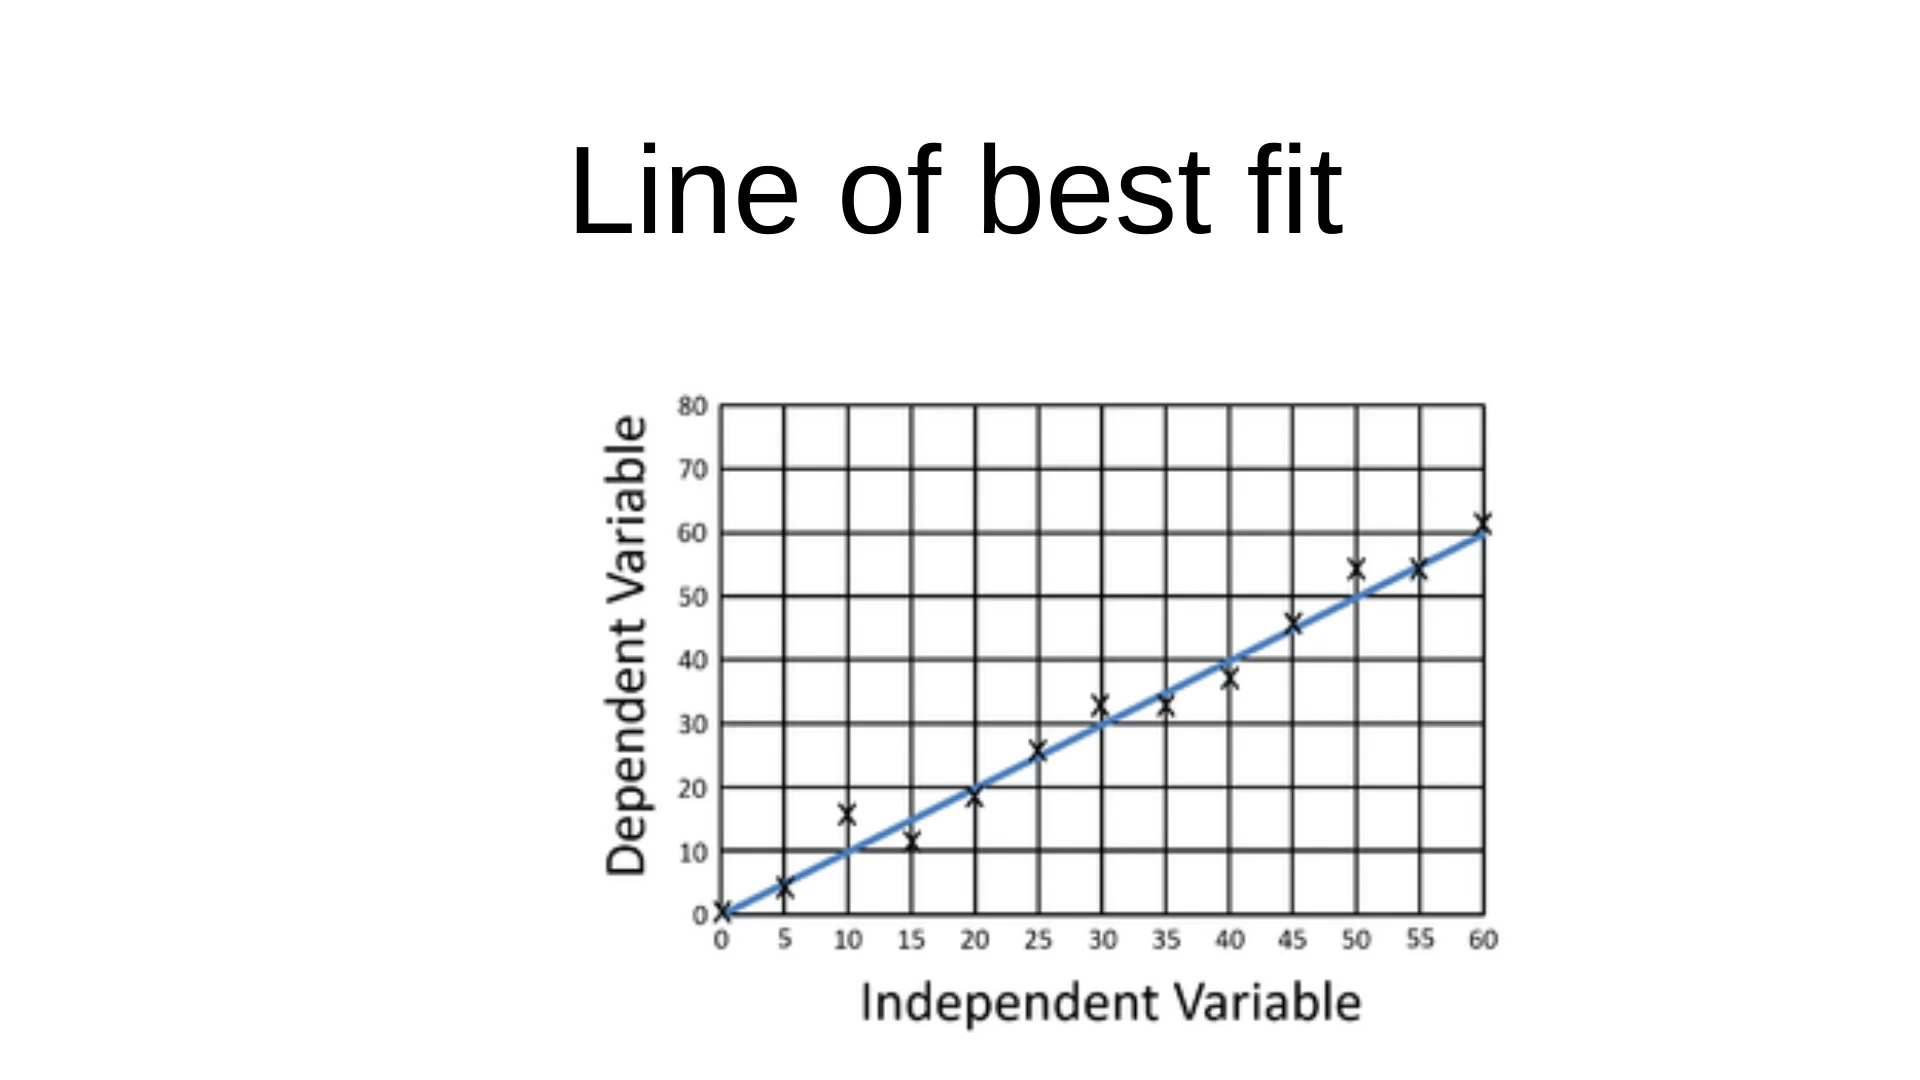 Line of best fit
Dependent Variable
80
70
60
50
40
30
20
10
0
0 5 10 15 20 25 30 35 40 45 50 55 60
Independent Variable